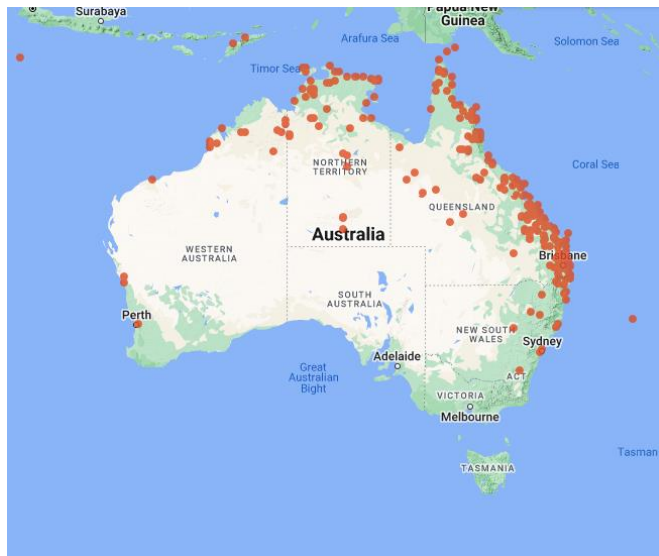 Surabaya
Papua New
Guinea
Arafura Sea
Solomon Sea
Timor Sea
Coral Sea
NORTHERN
TERRITORY
QUEENSLAND
Australia
WESTERN
AUSTRALIA
Brisbane
SOUTH
AUSTRALIA
Perth
NEW SOUTH
WALES
Sydney
Great
Australian
Bight
Adelaide
ACT
VICTORIA
Melbourne
Tasman
TASMANIA